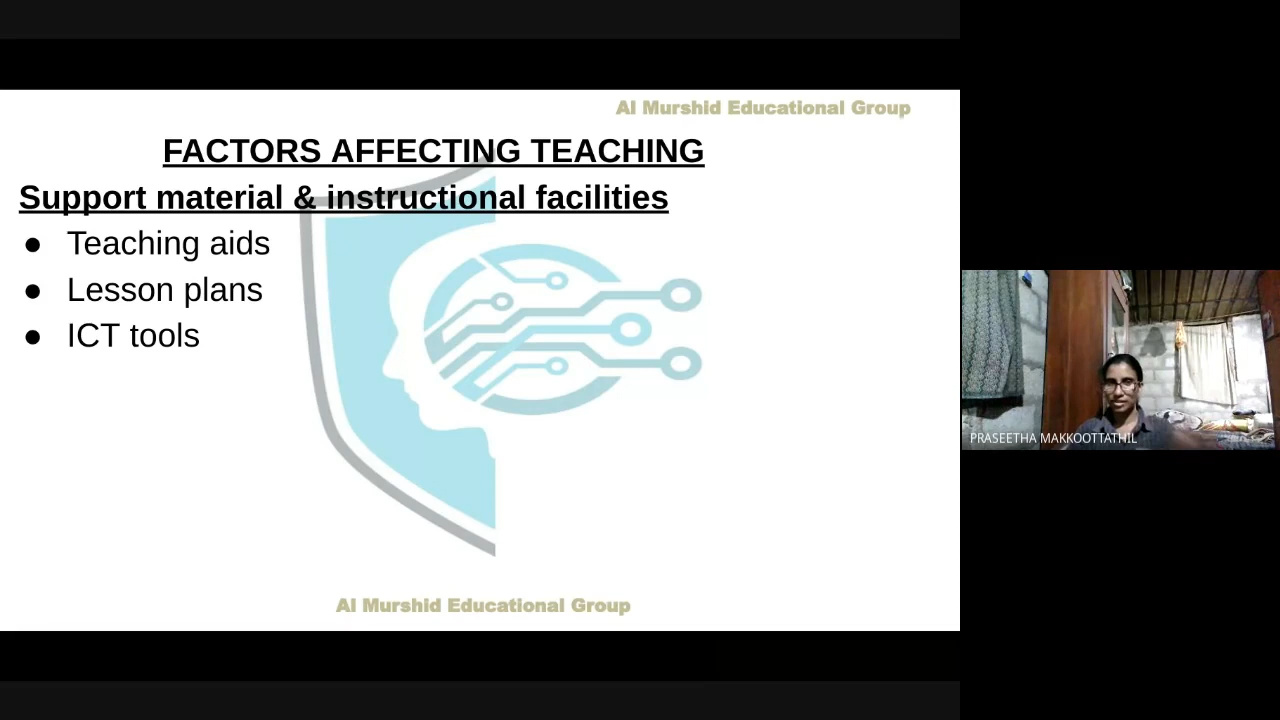 Al Murshid Educational Group
FACTORS AFFECTING TEACHING
Support material & instructional facilities
● Teaching aids
● Lesson plans
● ICT tools
PRASEETHA MAKKOOTTATHIL
Al Murshid Educational Group